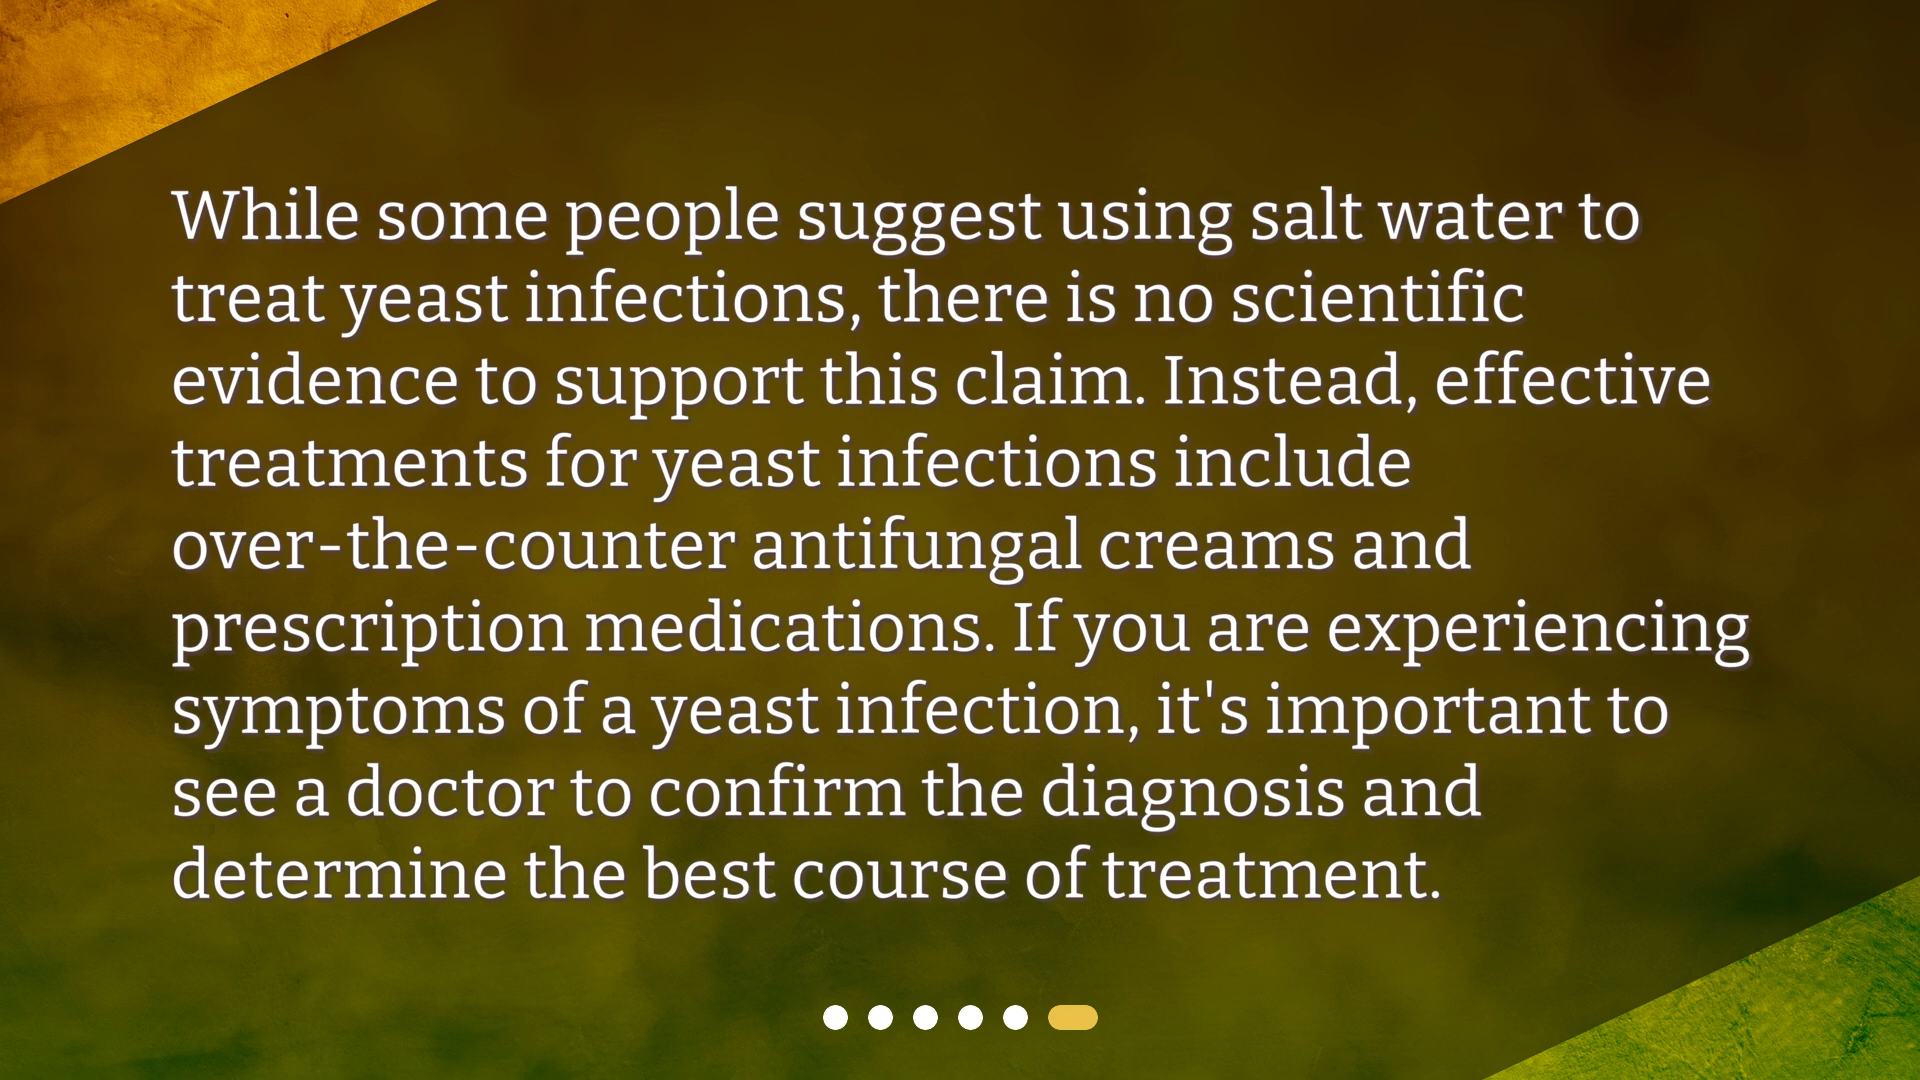 While some people suggest using salt water to
treat yeast infections, there is no scientific
evidence to support this claim. Instead, effective
treatments for yeast infections include
over-the-counter antifungal creams and
prescription medications. If you are experiencing
symptoms of a yeast infection, it's important to
see a doctor to confirm the diagnosis and
determine the best course of treatment.